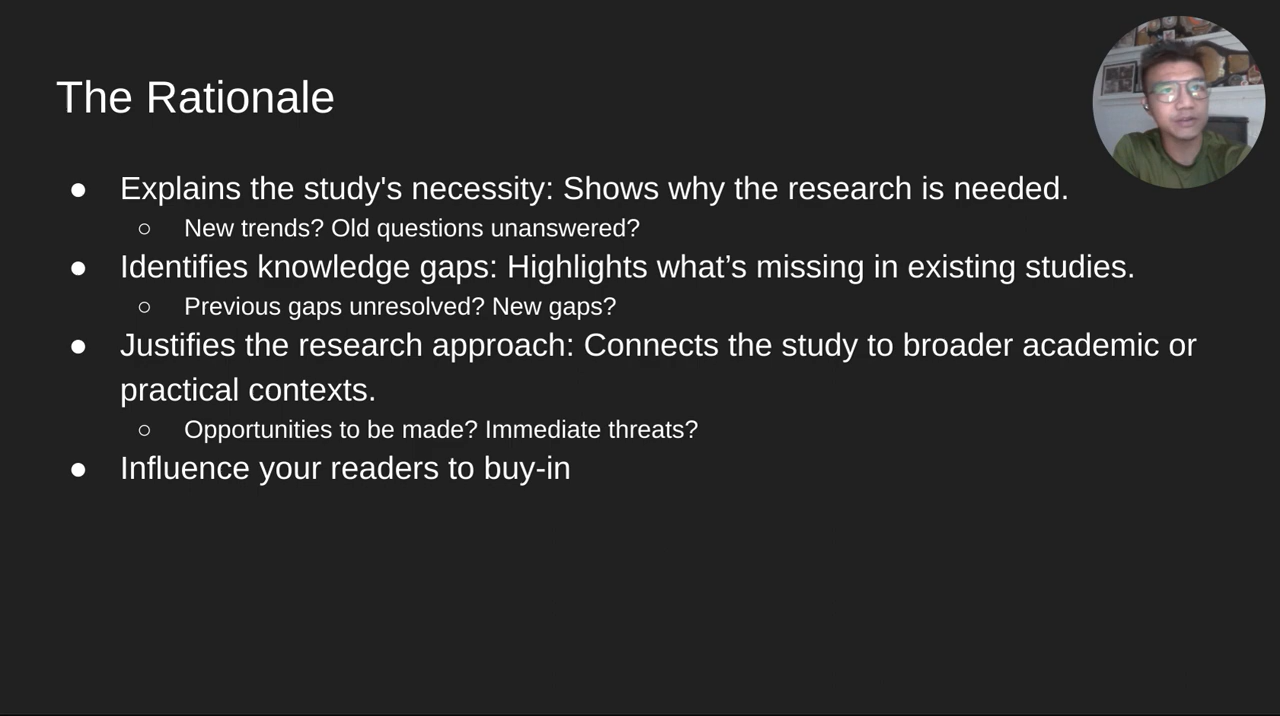 The Rationale
● Explains the study's necessity: Shows why the research is needed.
○ New trends? Old questions unanswered?
● Identifies knowledge gaps: Highlights what’s missing in existing studies.
○ Previous gaps unresolved? New gaps?
● Justifies the research approach: Connects the study to broader academic or
practical contexts.
○ Opportunities to be made? Immediate threats?
● Influence your readers to buy-in